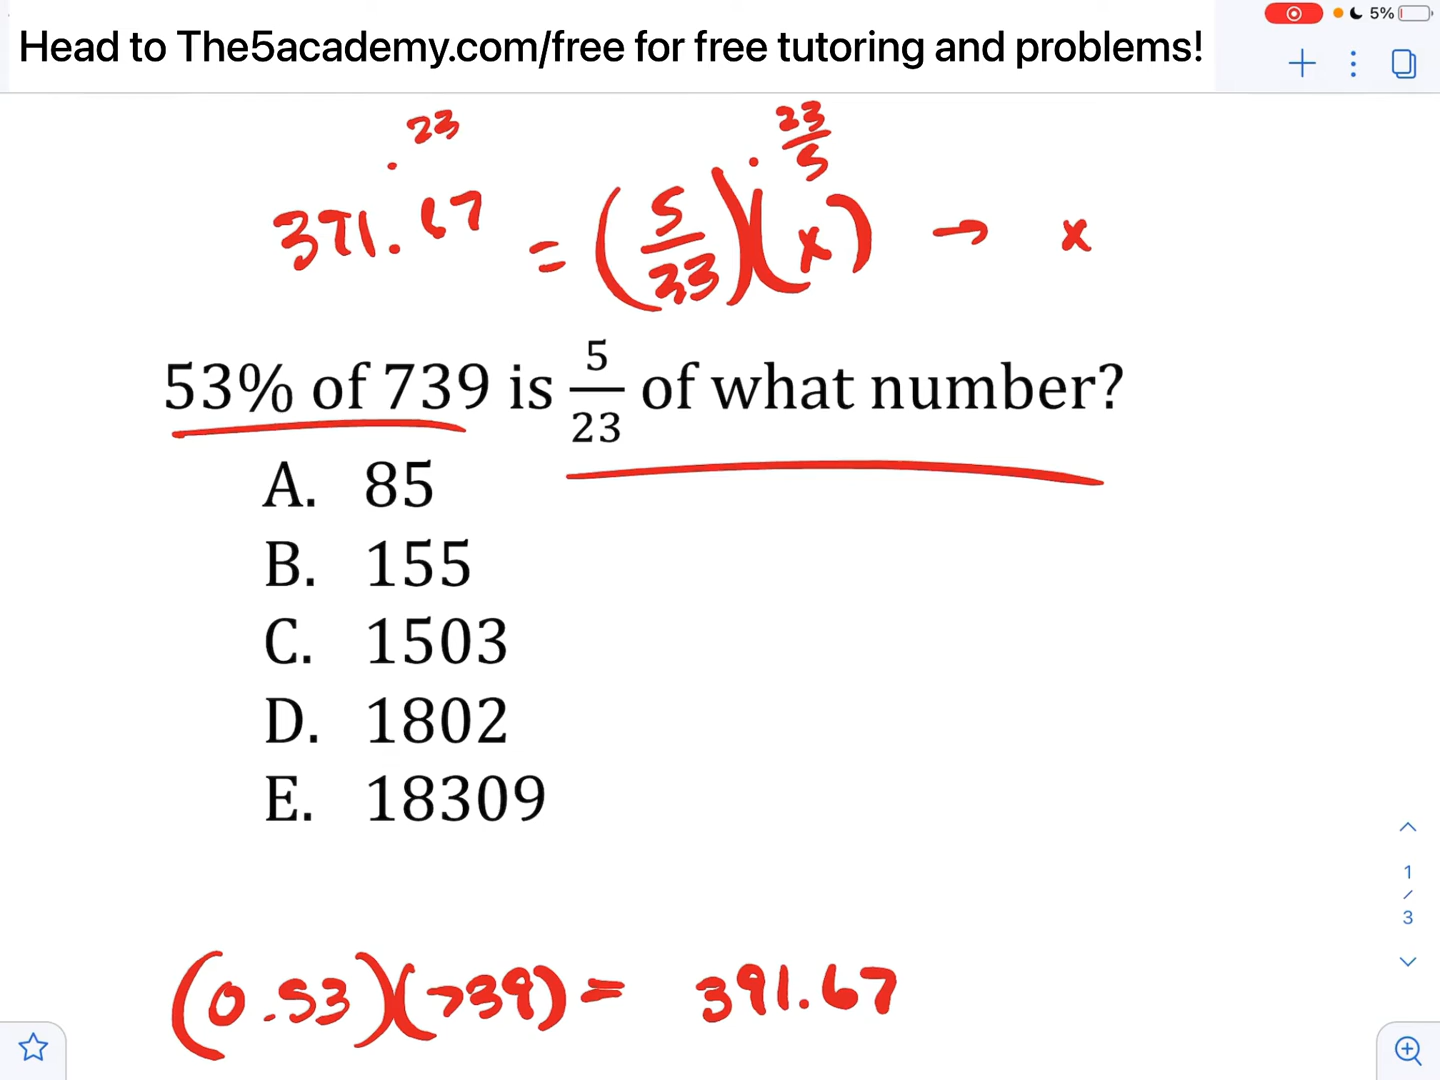 5%
Head to The5academy.com/free for free tutoring and problems!
. 23 . 23/5
391.67 = (5/23)(x) → x
53% of 739 is 5/23 of what number?
A. 85
B. 155
C. 1503
D. 1802
E. 18309
1
/
3
(0.53)(739) = 391.67